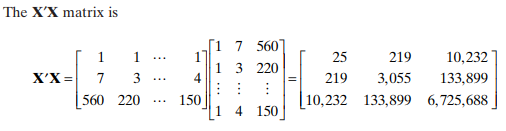 The X′X matrix is
X′X = [1 1 ⋯ 1; 7 3 ⋯ 4; 560 220 ⋯ 150] [1 7 560; 1 3 220; ⋮ ⋮ ⋮; 1 4 150] = [25 219 10,232; 219 3,055 133,899; 10,232 133,899 6,725,688]